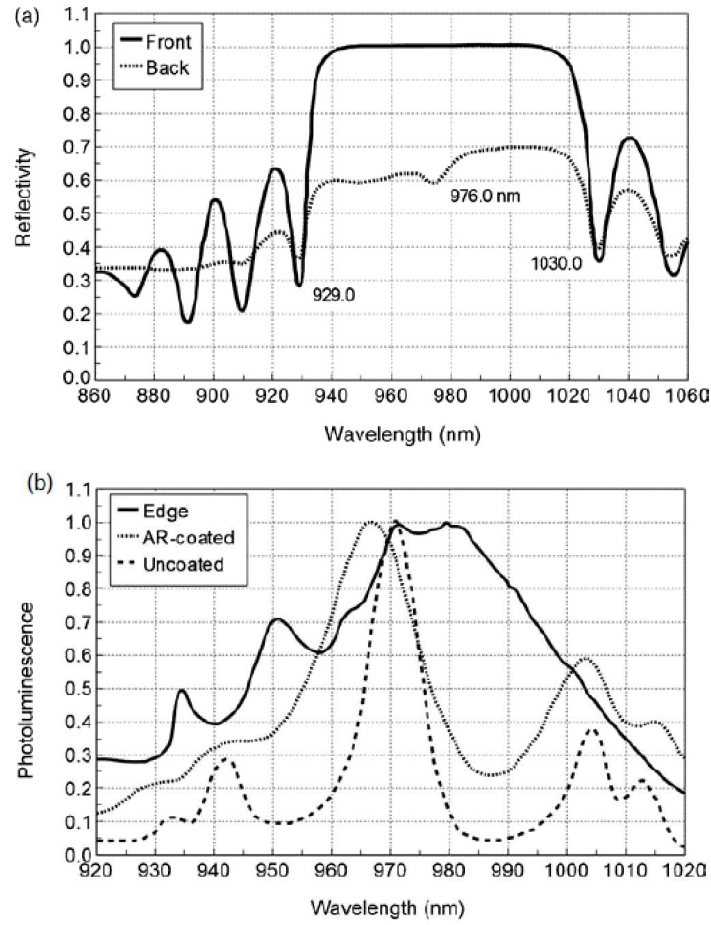 (a)
1.1
1.0
0.9
0.8
0.7
0.6
0.5
0.4
0.3
0.2
0.1
0.0
Reflectivity
Front
Back
976.0 nm
929.0
1030.0
860 880 900 920 940 960 980 1000 1020 1040 1060
Wavelength (nm)
(b)
1.1
1.0
0.9
0.8
0.7
0.6
0.5
0.4
0.3
0.2
0.1
0.0
Photoluminescence
Edge
AR-coated
Uncoated
920 930 940 950 960 970 980 990 1000 1010 1020
Wavelength (nm)